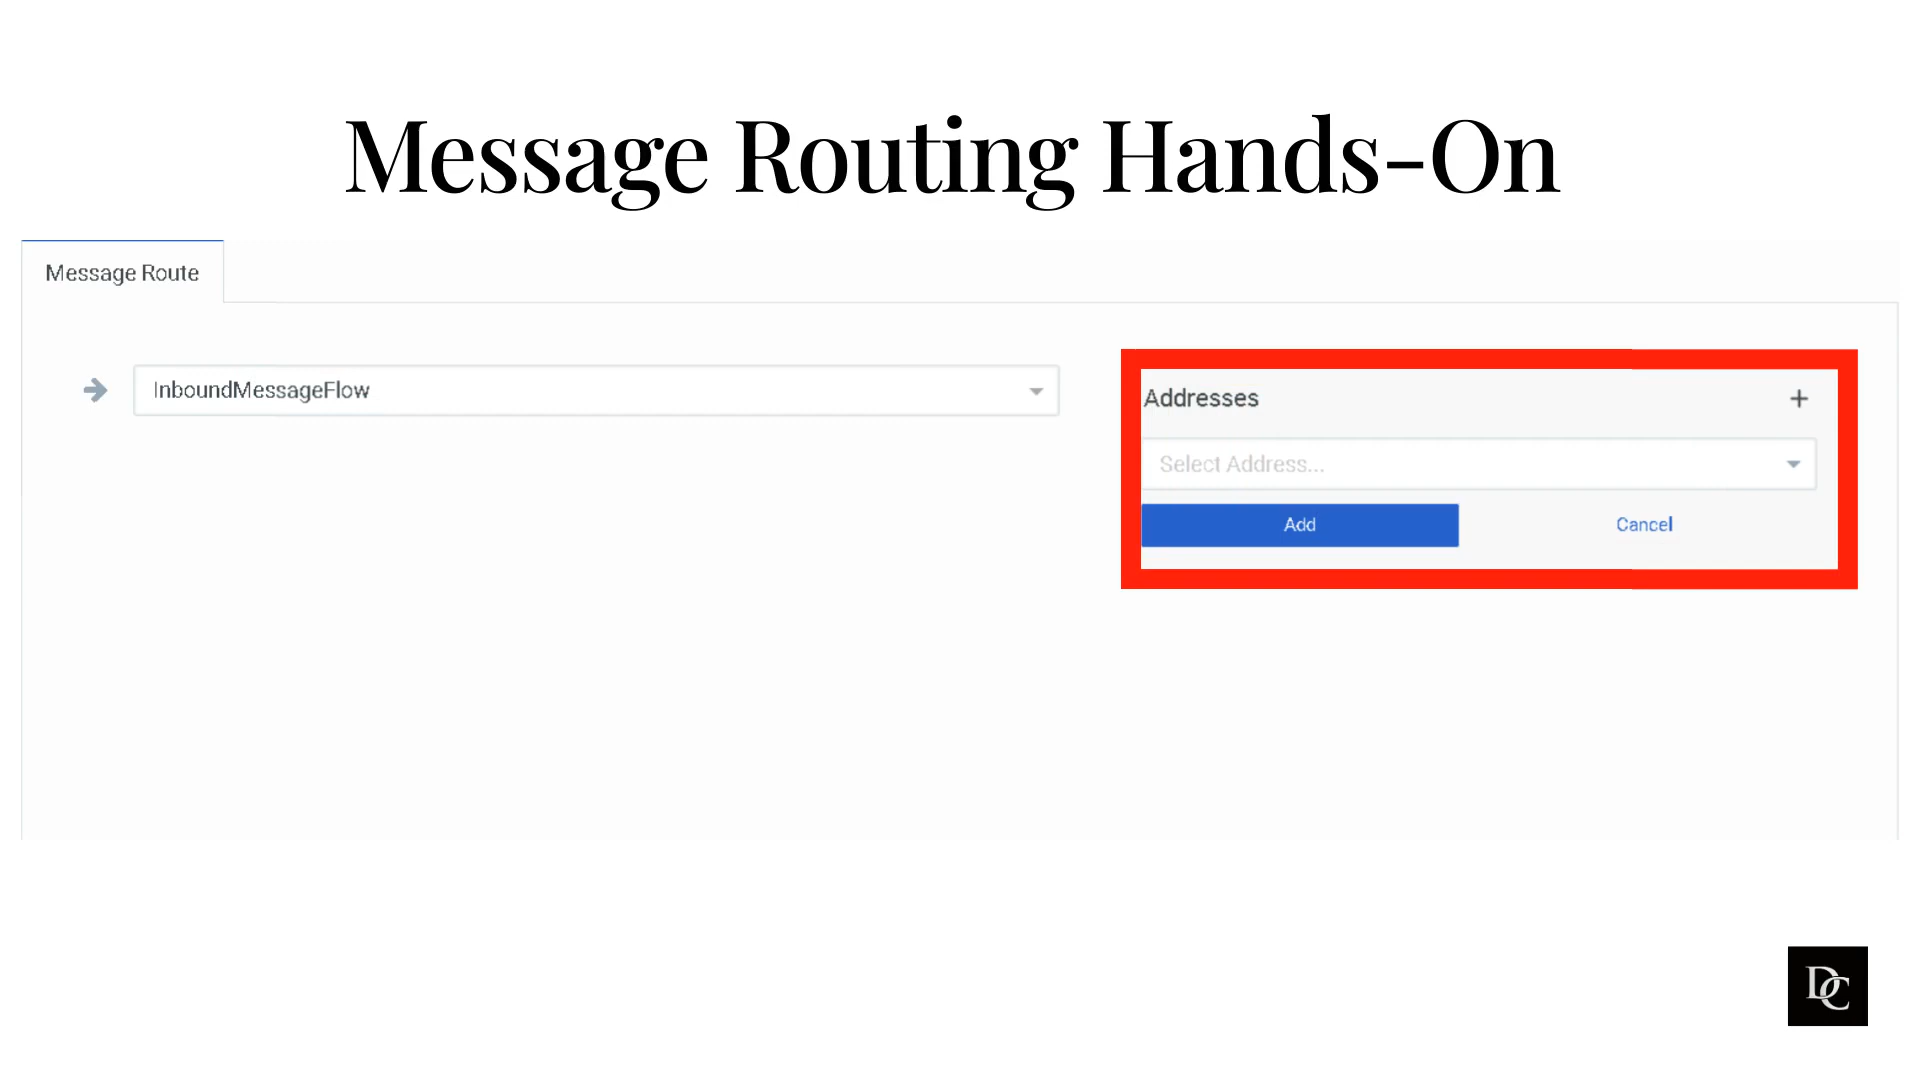 Message Routing Hands-On
Message Route
InboundMessageFlow
Addresses +
Select Address...
Add Cancel
DC